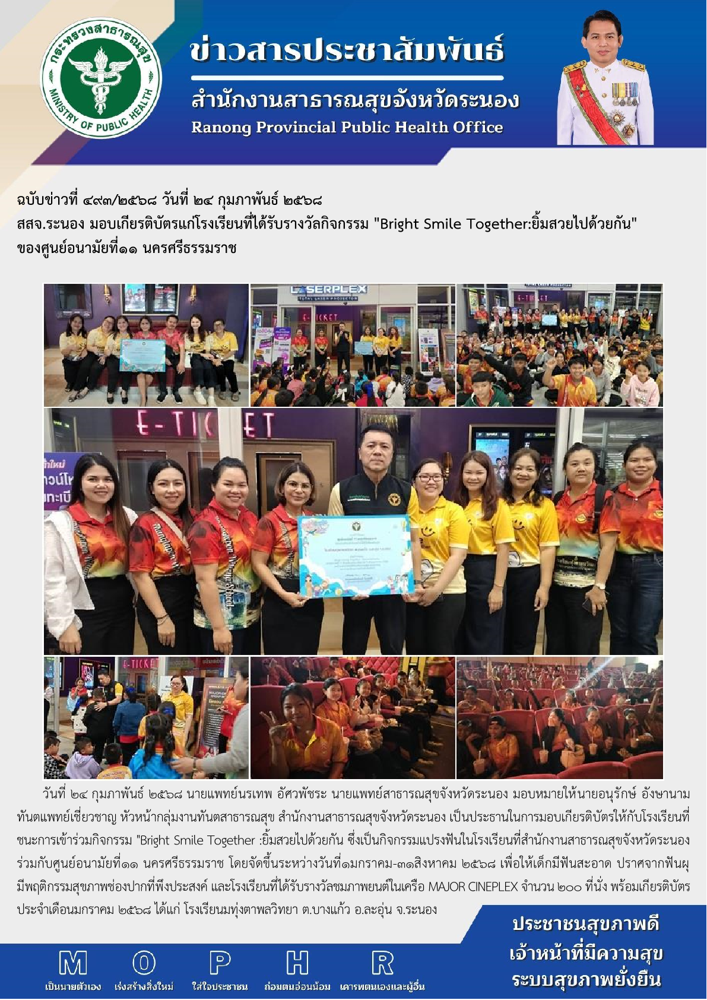 กระทรวงสาธารณสุข
MINISTRY OF PUBLIC HEALTH
ข่าวสารประชาสัมพันธ์
สำนักงานสาธารณสุขจังหวัดระนอง
Ranong Provincial Public Health Office
ฉบับข่าวที่ ๔๙๓/๒๕๖๘ วันที่ ๒๔ กุมภาพันธ์ ๒๕๖๘
สสจ.ระนอง มอบเกียรติบัตรแก่โรงเรียนที่ได้รับรางวัลกิจกรรม "Bright Smile Together:ยิ้มสวยไปด้วยกัน"
ของศูนย์อนามัยที่๑๑ นครศรีธรรมราช
LASERPLEX
TOTAL LASER PROJECTOR
E-TICKET
E-TICKET
E-TICKET
E-TICKET
วันที่ ๒๔ กุมภาพันธ์ ๒๕๖๘ นายแพทย์นรเทพ อัศวพัชระ นายแพทย์สาธารณสุขจังหวัดระนอง มอบหมายให้นายอนุรักษ์ อังษานาม
ทันตแพทย์เชี่ยวชาญ หัวหน้ากลุ่มงานทันตสาธารณสุข สำนักงานสาธารณสุขจังหวัดระนอง เป็นประธานในการมอบเกียรติบัตรให้กับโรงเรียนที่
ชนะการเข้าร่วมกิจกรรม "Bright Smile Together :ยิ้มสวยไปด้วยกัน ซึ่งเป็นกิจกรรมแปรงฟันในโรงเรียนที่สำนักงานสาธารณสุขจังหวัดระนอง
ร่วมกับศูนย์อนามัยที่๑๑ นครศรีธรรมราช โดยจัดขึ้นระหว่างวันที่๑มกราคม-๓๑สิงหาคม ๒๕๖๘ เพื่อให้เด็กมีฟันสะอาด ปราศจากฟันผุ
มีพฤติกรรมสุขภาพช่องปากที่พึงประสงค์ และโรงเรียนที่ได้รับรางวัลชมภาพยนต์ในเครือ MAJOR CINEPLEX จำนวน ๒๐๐ ที่นั่ง พร้อมเกียรติบัตร
ประจำเดือนมกราคม ๒๕๖๘ ได้แก่ โรงเรียนมทุ่งตาพลวิทยา ต.บางแก้ว อ.ละอุ่น จ.ระนอง
ประชาชนสุขภาพดี
เจ้าหน้าที่มีความสุข
ระบบสุขภาพยั่งยืน
M O P H R
เป็นนายตัวเอง เร่งสร้างสิ่งใหม่ ใส่ใจประชาชน ถ่อมตนอ่อนน้อม เคารพตนเองและผู้อื่น